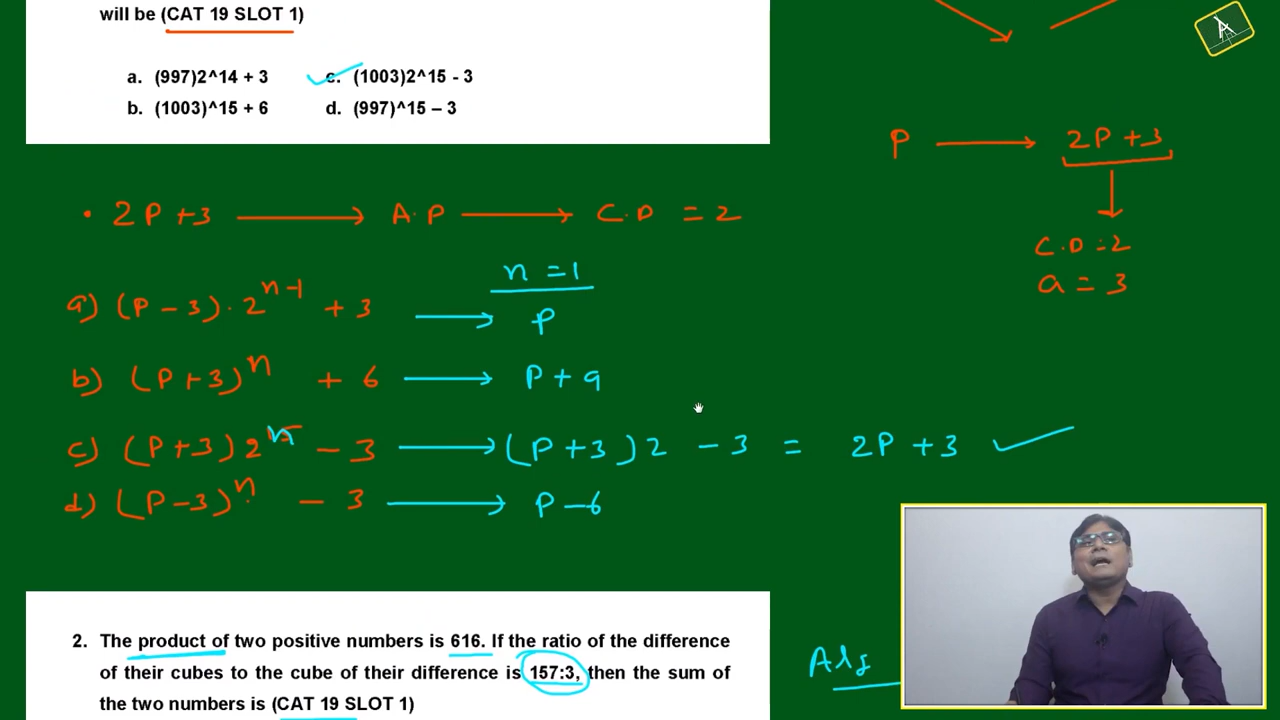 will be (CAT 19 SLOT 1)
a. (997)2^14 + 3
c. (1003)2^15 - 3
b. (1003)^15 + 6
d. (997)^15 – 3
P → 2P + 3
C.D = 2
a = 3
• 2P + 3 → A.P → C.D = 2
n = 1
a) (P – 3) · 2^n-1 + 3 → P
b) (P + 3)^n + 6 → P + 9
c) (P + 3) 2^n – 3 → (P + 3) 2 – 3 = 2P + 3 ✓
d) (P – 3)^n – 3 → P – 6
2. The product of two positive numbers is 616. If the ratio of the difference
of their cubes to the cube of their difference is 157:3, then the sum of
the two numbers is (CAT 19 SLOT 1)
A